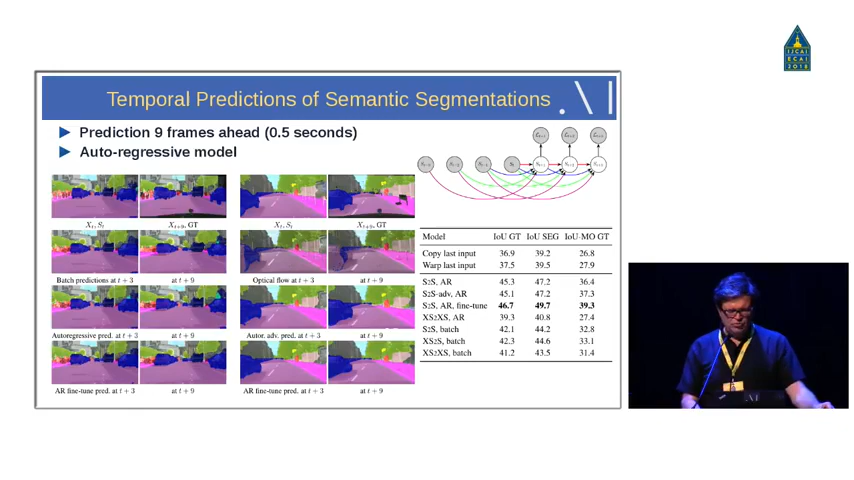 IJCAI
ECAI
2018
Temporal Predictions of Semantic Segmentations
Prediction 9 frames ahead (0.5 seconds)
Auto-regressive model
Xt, St
Xt+9, GT
Xt, St
Xt+9, GT
Batch predictions at t + 3
at t + 9
Optical flow at t + 3
at t + 9
Autoregressive pred. at t + 3
at t + 9
Autor. adv. pred. at t + 3
at t + 9
AR fine-tune pred. at t + 3
at t + 9
AR fine-tune pred. at t + 3
at t + 9
Model IoU GT IoU SEG IoU-MO GT
Copy last input 36.9 39.2 26.8
Warp last input 37.5 39.5 27.9
S2S, AR 45.3 47.2 36.4
S2S-adv, AR 45.1 47.2 37.3
S2S, AR, fine-tune 46.7 49.7 39.3
XS2XS, AR 39.3 40.8 27.4
S2S, batch 42.1 44.2 32.8
XS2S, batch 42.3 44.6 33.1
XS2XS, batch 41.2 43.5 31.4